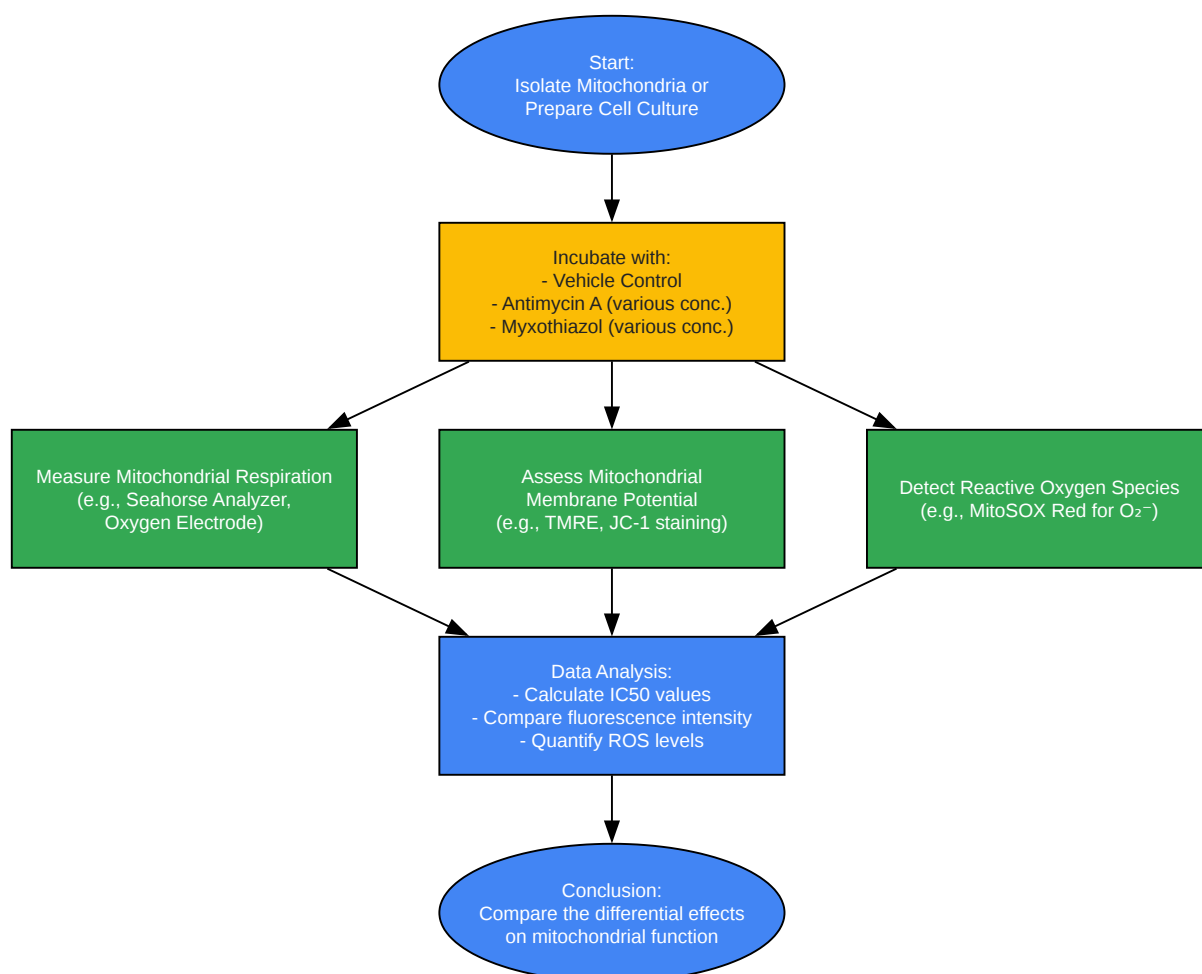 Start:
Isolate Mitochondria or
Prepare Cell Culture
Incubate with:
- Vehicle Control
- Antimycin A (various conc.)
- Myxothiazol (various conc.)
Measure Mitochondrial Respiration
(e.g., Seahorse Analyzer,
Oxygen Electrode)
Assess Mitochondrial
Membrane Potential
(e.g., TMRE, JC-1 staining)
Detect Reactive Oxygen Species
(e.g., MitoSOX Red for O₂⁻)
Data Analysis:
- Calculate IC50 values
- Compare fluorescence intensity
- Quantify ROS levels
Conclusion:
Compare the differential effects
on mitochondrial function